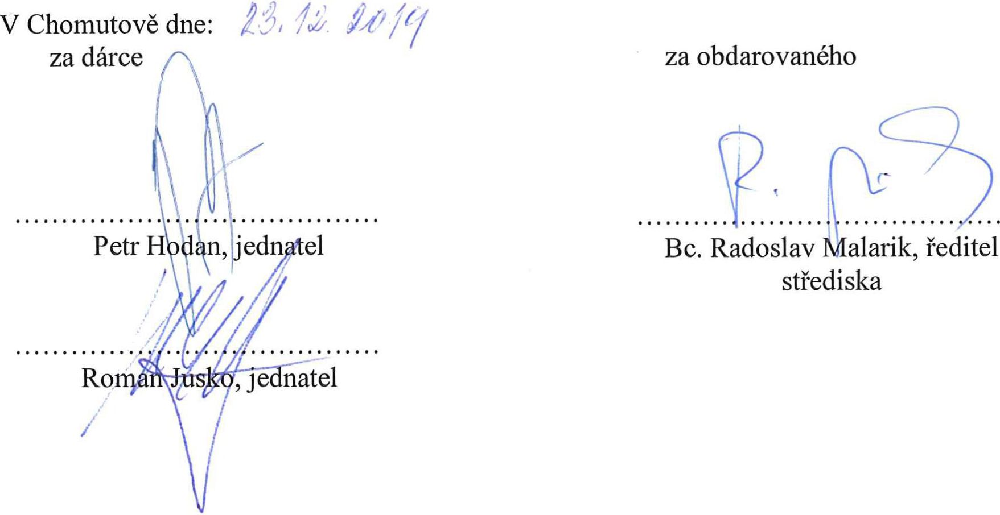 V Chomutově dne: 23.12.2019
za dárce
za obdarovaného
Petr Hodan, jednatel
Bc. Radoslav Malarik, ředitel
střediska
Roman Jusko, jednatel